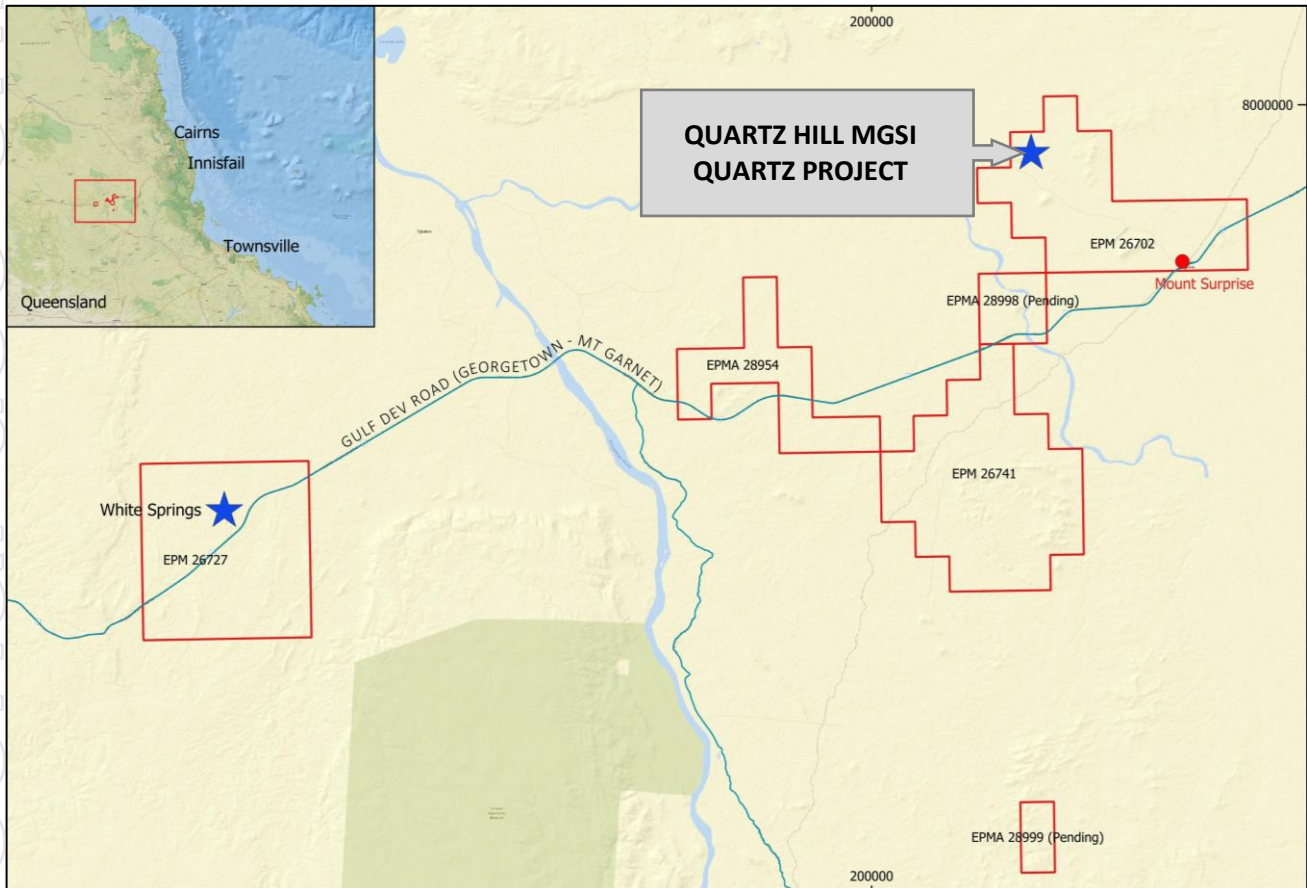 200000
8000000
Cairns
Innisfail
Townsville
Queensland
QUARTZ HILL MGSI
QUARTZ PROJECT
EPM 26702
Mount Surprise
EPMA 28998 (Pending)
EPMA 28954
GULF DEV ROAD (GEORGETOWN - MT GARNET)
EPM 26741
White Springs
EPM 26727
EPMA 28999 (Pending)
200000